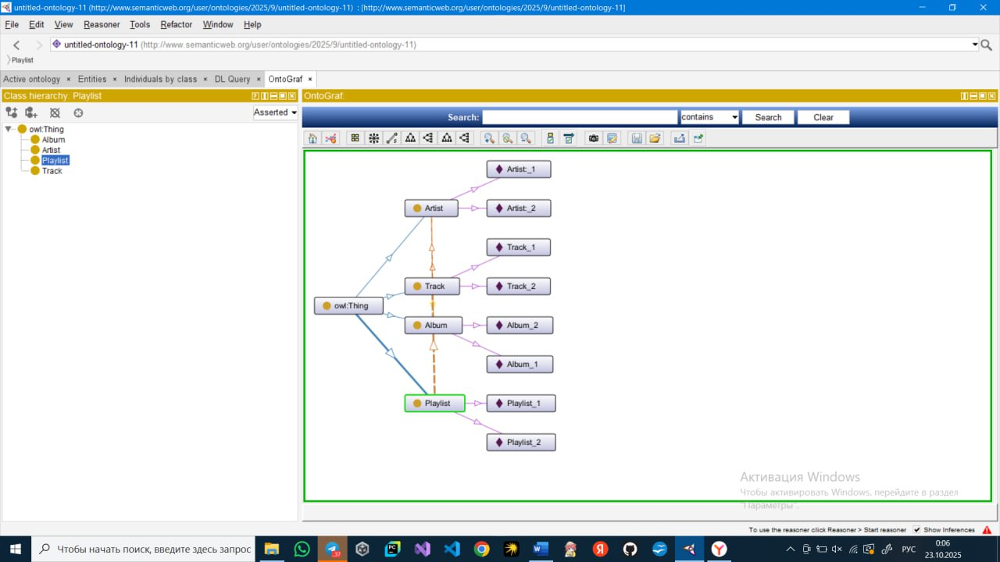 untitled-ontology-11 (http://www.semanticweb.org/user/ontologies/2025/9/untitled-ontology-11) : [http://www.semanticweb.org/user/ontologies/2025/9/untitled-ontology-11]
File Edit View Reasoner Tools Refactor Window Help
untitled-ontology-11 (http://www.semanticweb.org/user/ontologies/2025/9/untitled-ontology-11)
Playlist
Active ontology × Entities × Individuals by class × DL Query × OntoGraf ×
Class hierarchy: Playlist
OntoGraf:
Asserted
Search: contains Search Clear
owl:Thing
Album
Artist
Playlist
Track
Artist:_1
Artist
Artist:_2
Track_1
Track
Track_2
owl:Thing
Album
Album_2
Album_1
Playlist
Playlist_1
Playlist_2
Активация Windows
Чтобы активировать Windows, перейдите в раздел
"Параметры".
To use the reasoner click Reasoner > Start reasoner Show Inferences
Чтобы начать поиск, введите здесь запрос
РУС
0:06
23.10.2025